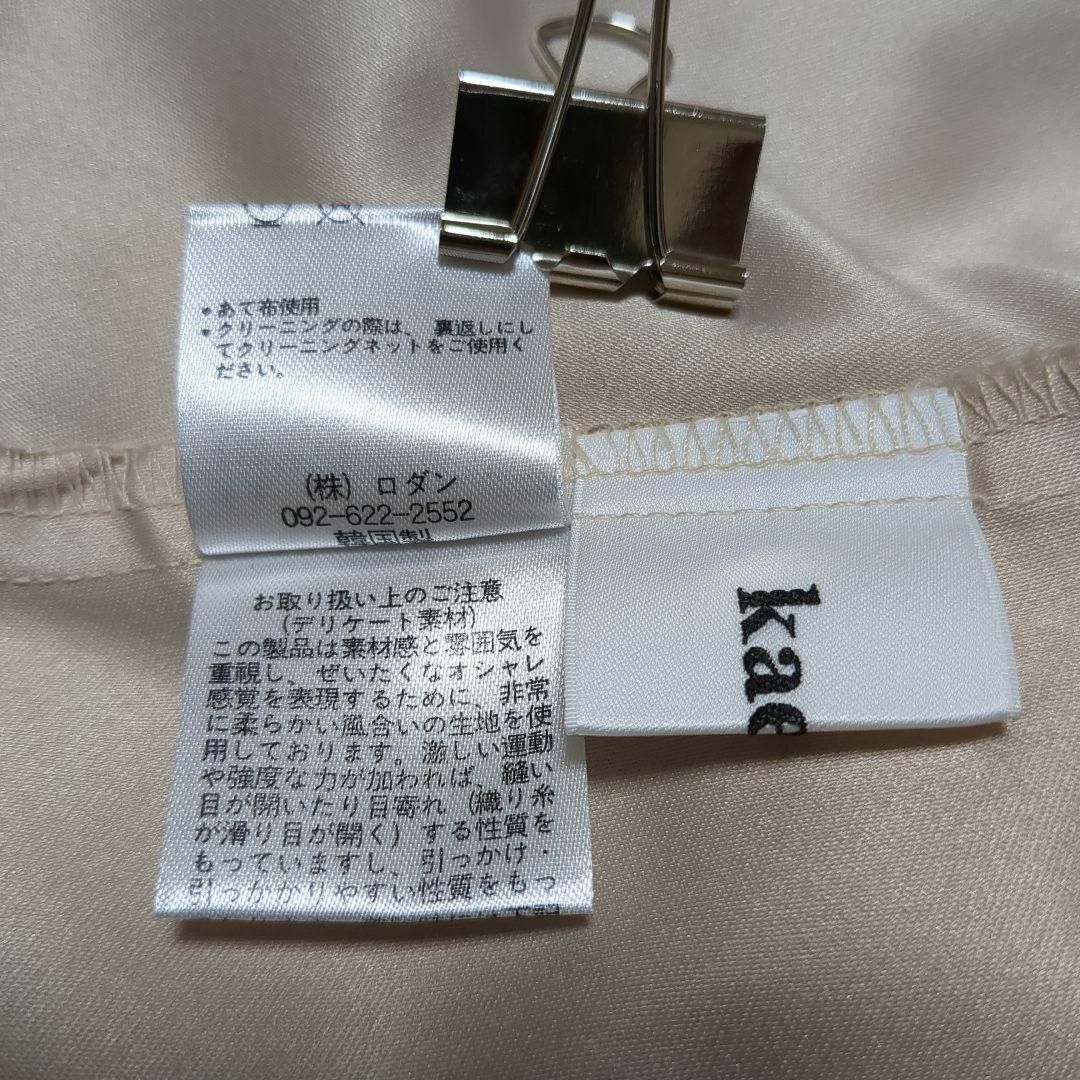 • あて布使用
• クリーニングの際は、裏返しにし
てクリーニングネットをご使用く
ださい。
(株) ロダン
092-622-2552
韓国製
お取り扱い上のご注意
(デリケート素材)
この製品は素材感と雰囲気を
重視し、ぜいたくなオシャレ
感覚を表現するために、非常
に柔らかい風合いの生地を使
用しております。激しい運動
や強度な力が加われば、縫い
目が開いたり目寄れ（織り糸
が滑り目が開く）する性質を
もっていますし、引っかけ・
引っかかりやすい性質をもっ
kae